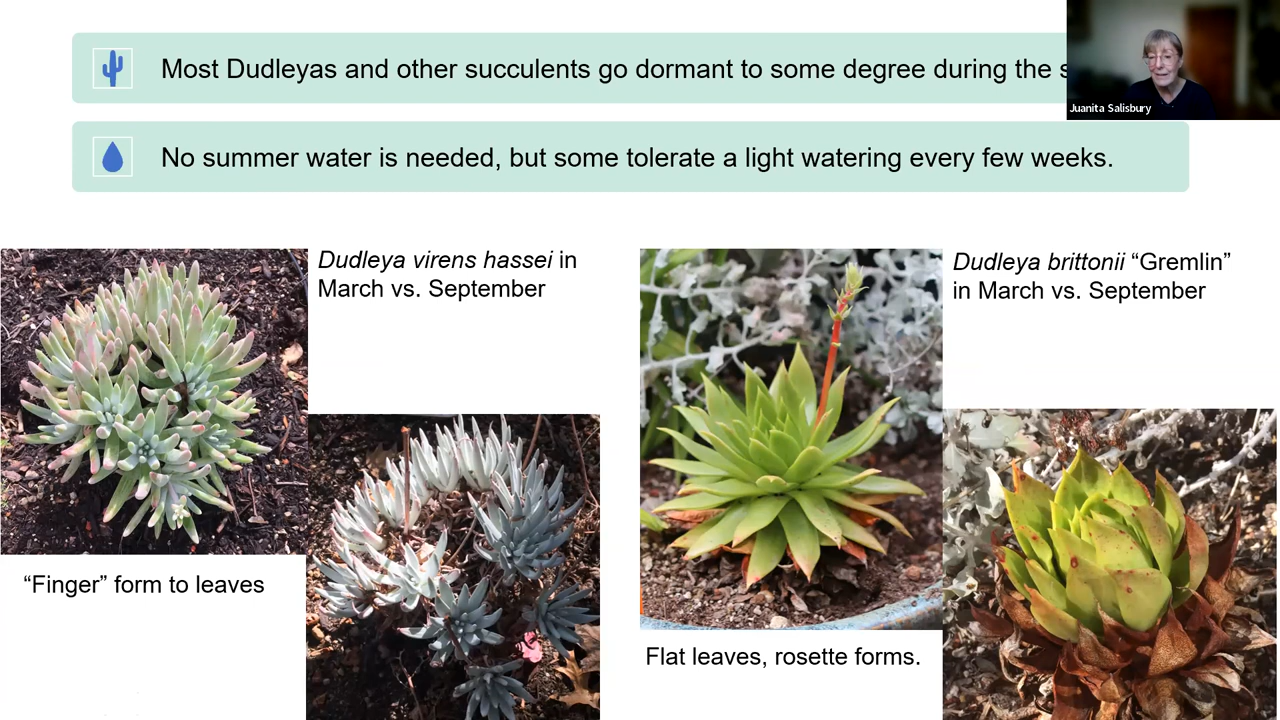 Most Dudleyas and other succulents go dormant to some degree during the
Juanita Salisbury
No summer water is needed, but some tolerate a light watering every few weeks.
Dudleya virens hassei in
March vs. September
Dudleya brittonii “Gremlin”
in March vs. September
“Finger” form to leaves
Flat leaves, rosette forms.